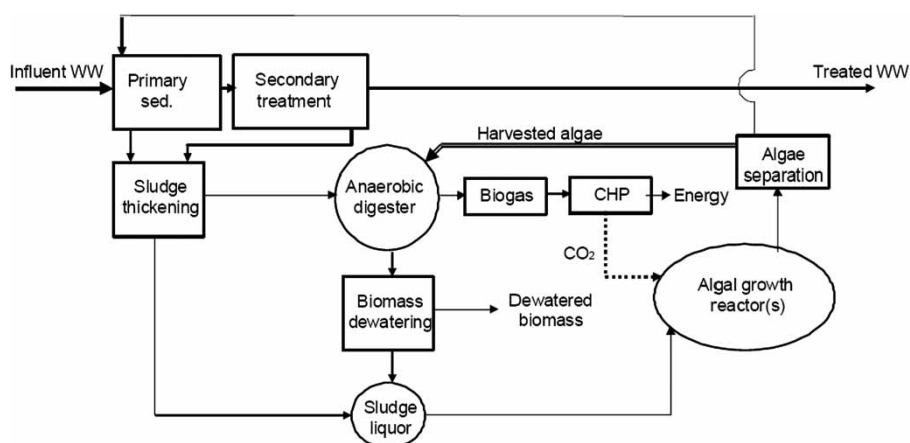 Influent WW
Primary
sed.
Secondary
treatment
Treated WW
Harvested algae
Algae
separation
Sludge
thickening
Anaerobic
digester
Biogas
CHP
Energy
CO₂
Algal growth
reactor(s)
Biomass
dewatering
Dewatered
biomass
Sludge
liquor